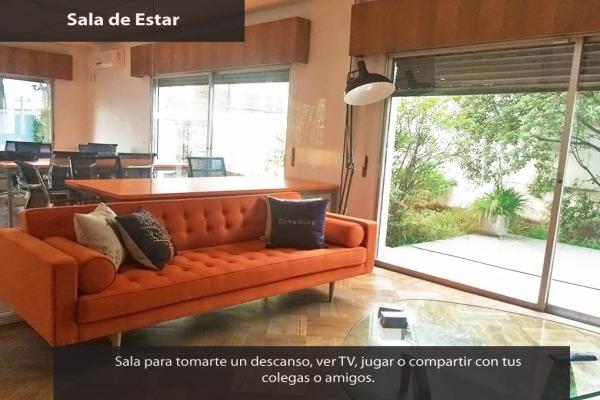 Sala de Estar
Dreaming
Sala para tomarte un descanso, ver TV, jugar o compartir con tus
colegas o amigos.